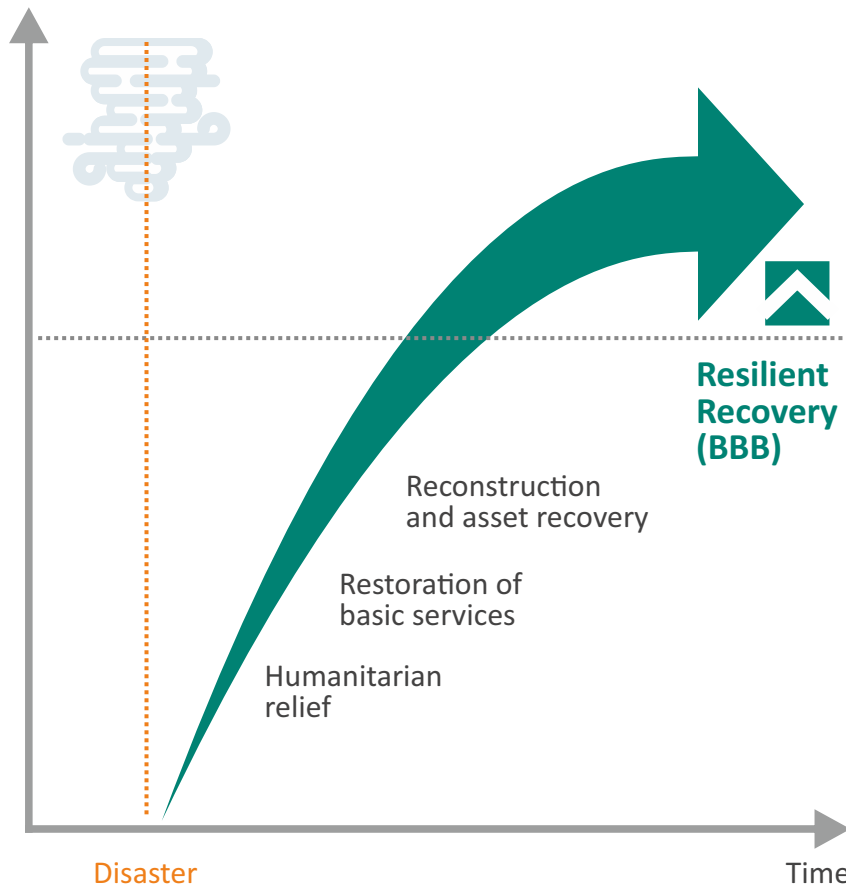 Resilient
Recovery
(BBB)
Reconstruction
and asset recovery
Restoration of
basic services
Humanitarian
relief
Disaster
Time